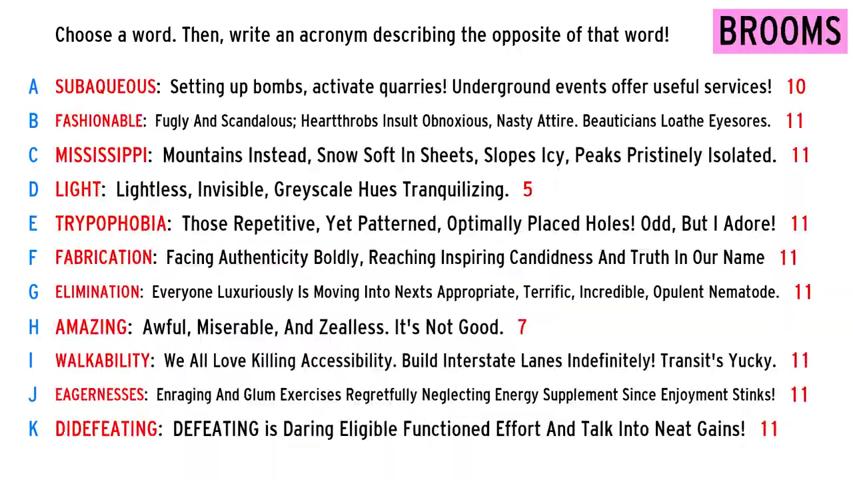 Choose a word. Then, write an acronym describing the opposite of that word!
BROOMS
A SUBAQUEOUS: Setting up bombs, activate quarries! Underground events offer useful services! 10
B FASHIONABLE: Fugly And Scandalous; Heartthrobs Insult Obnoxious, Nasty Attire. Beauticians Loathe Eyesores. 11
C MISSISSIPPI: Mountains Instead, Snow Soft In Sheets, Slopes Icy, Peaks Pristinely Isolated. 11
D LIGHT: Lightless, Invisible, Greyscale Hues Tranquilizing. 5
E TRYPOPHOBIA: Those Repetitive, Yet Patterned, Optimally Placed Holes! Odd, But I Adore! 11
F FABRICATION: Facing Authenticity Boldly, Reaching Inspiring Candidness And Truth In Our Name 11
G ELIMINATION: Everyone Luxuriously Is Moving Into Nexts Appropriate, Terrific, Incredible, Opulent Nematode. 11
H AMAZING: Awful, Miserable, And Zealless. It's Not Good. 7
I WALKABILITY: We All Love Killing Accessibility. Build Interstate Lanes Indefinitely! Transit's Yucky. 11
J EAGERNESSES: Enraging And Glum Exercises Regretfully Neglecting Energy Supplement Since Enjoyment Stinks! 11
K DIDEFEATING: DEFEATING is Daring Eligible Functioned Effort And Talk Into Neat Gains! 11